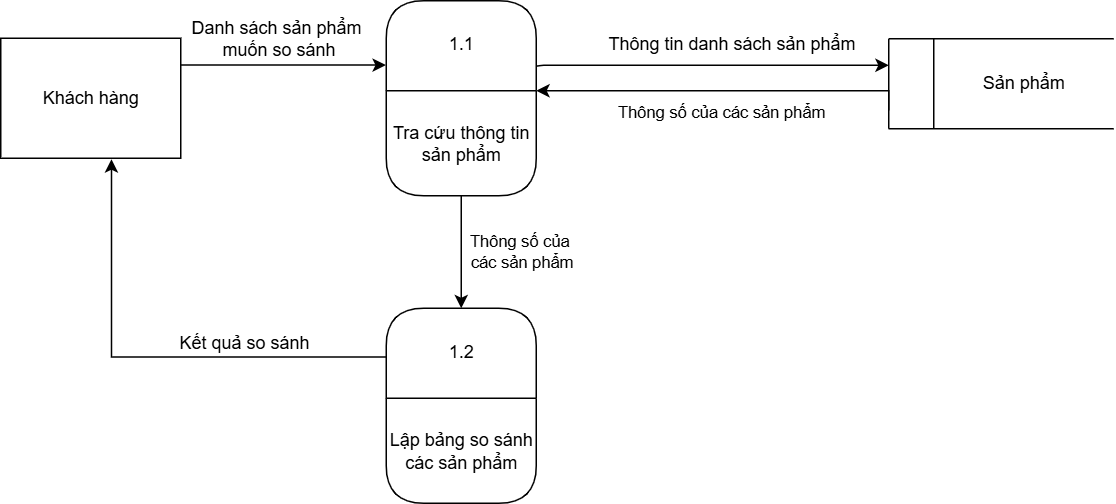 Danh sách sản phẩm
muốn so sánh
Khách hàng
1.1
Tra cứu thông tin
sản phẩm
Thông tin danh sách sản phẩm
Thông số của các sản phẩm
Sản phẩm
Thông số của
các sản phẩm
Kết quả so sánh
1.2
Lập bảng so sánh
các sản phẩm